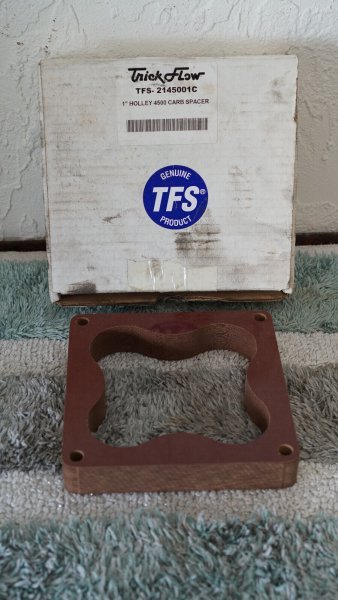 Trick Flow
TFS- 2145001C
1" HOLLEY 4500 CARB SPACER
GENUINE
TFS®
PRODUCT